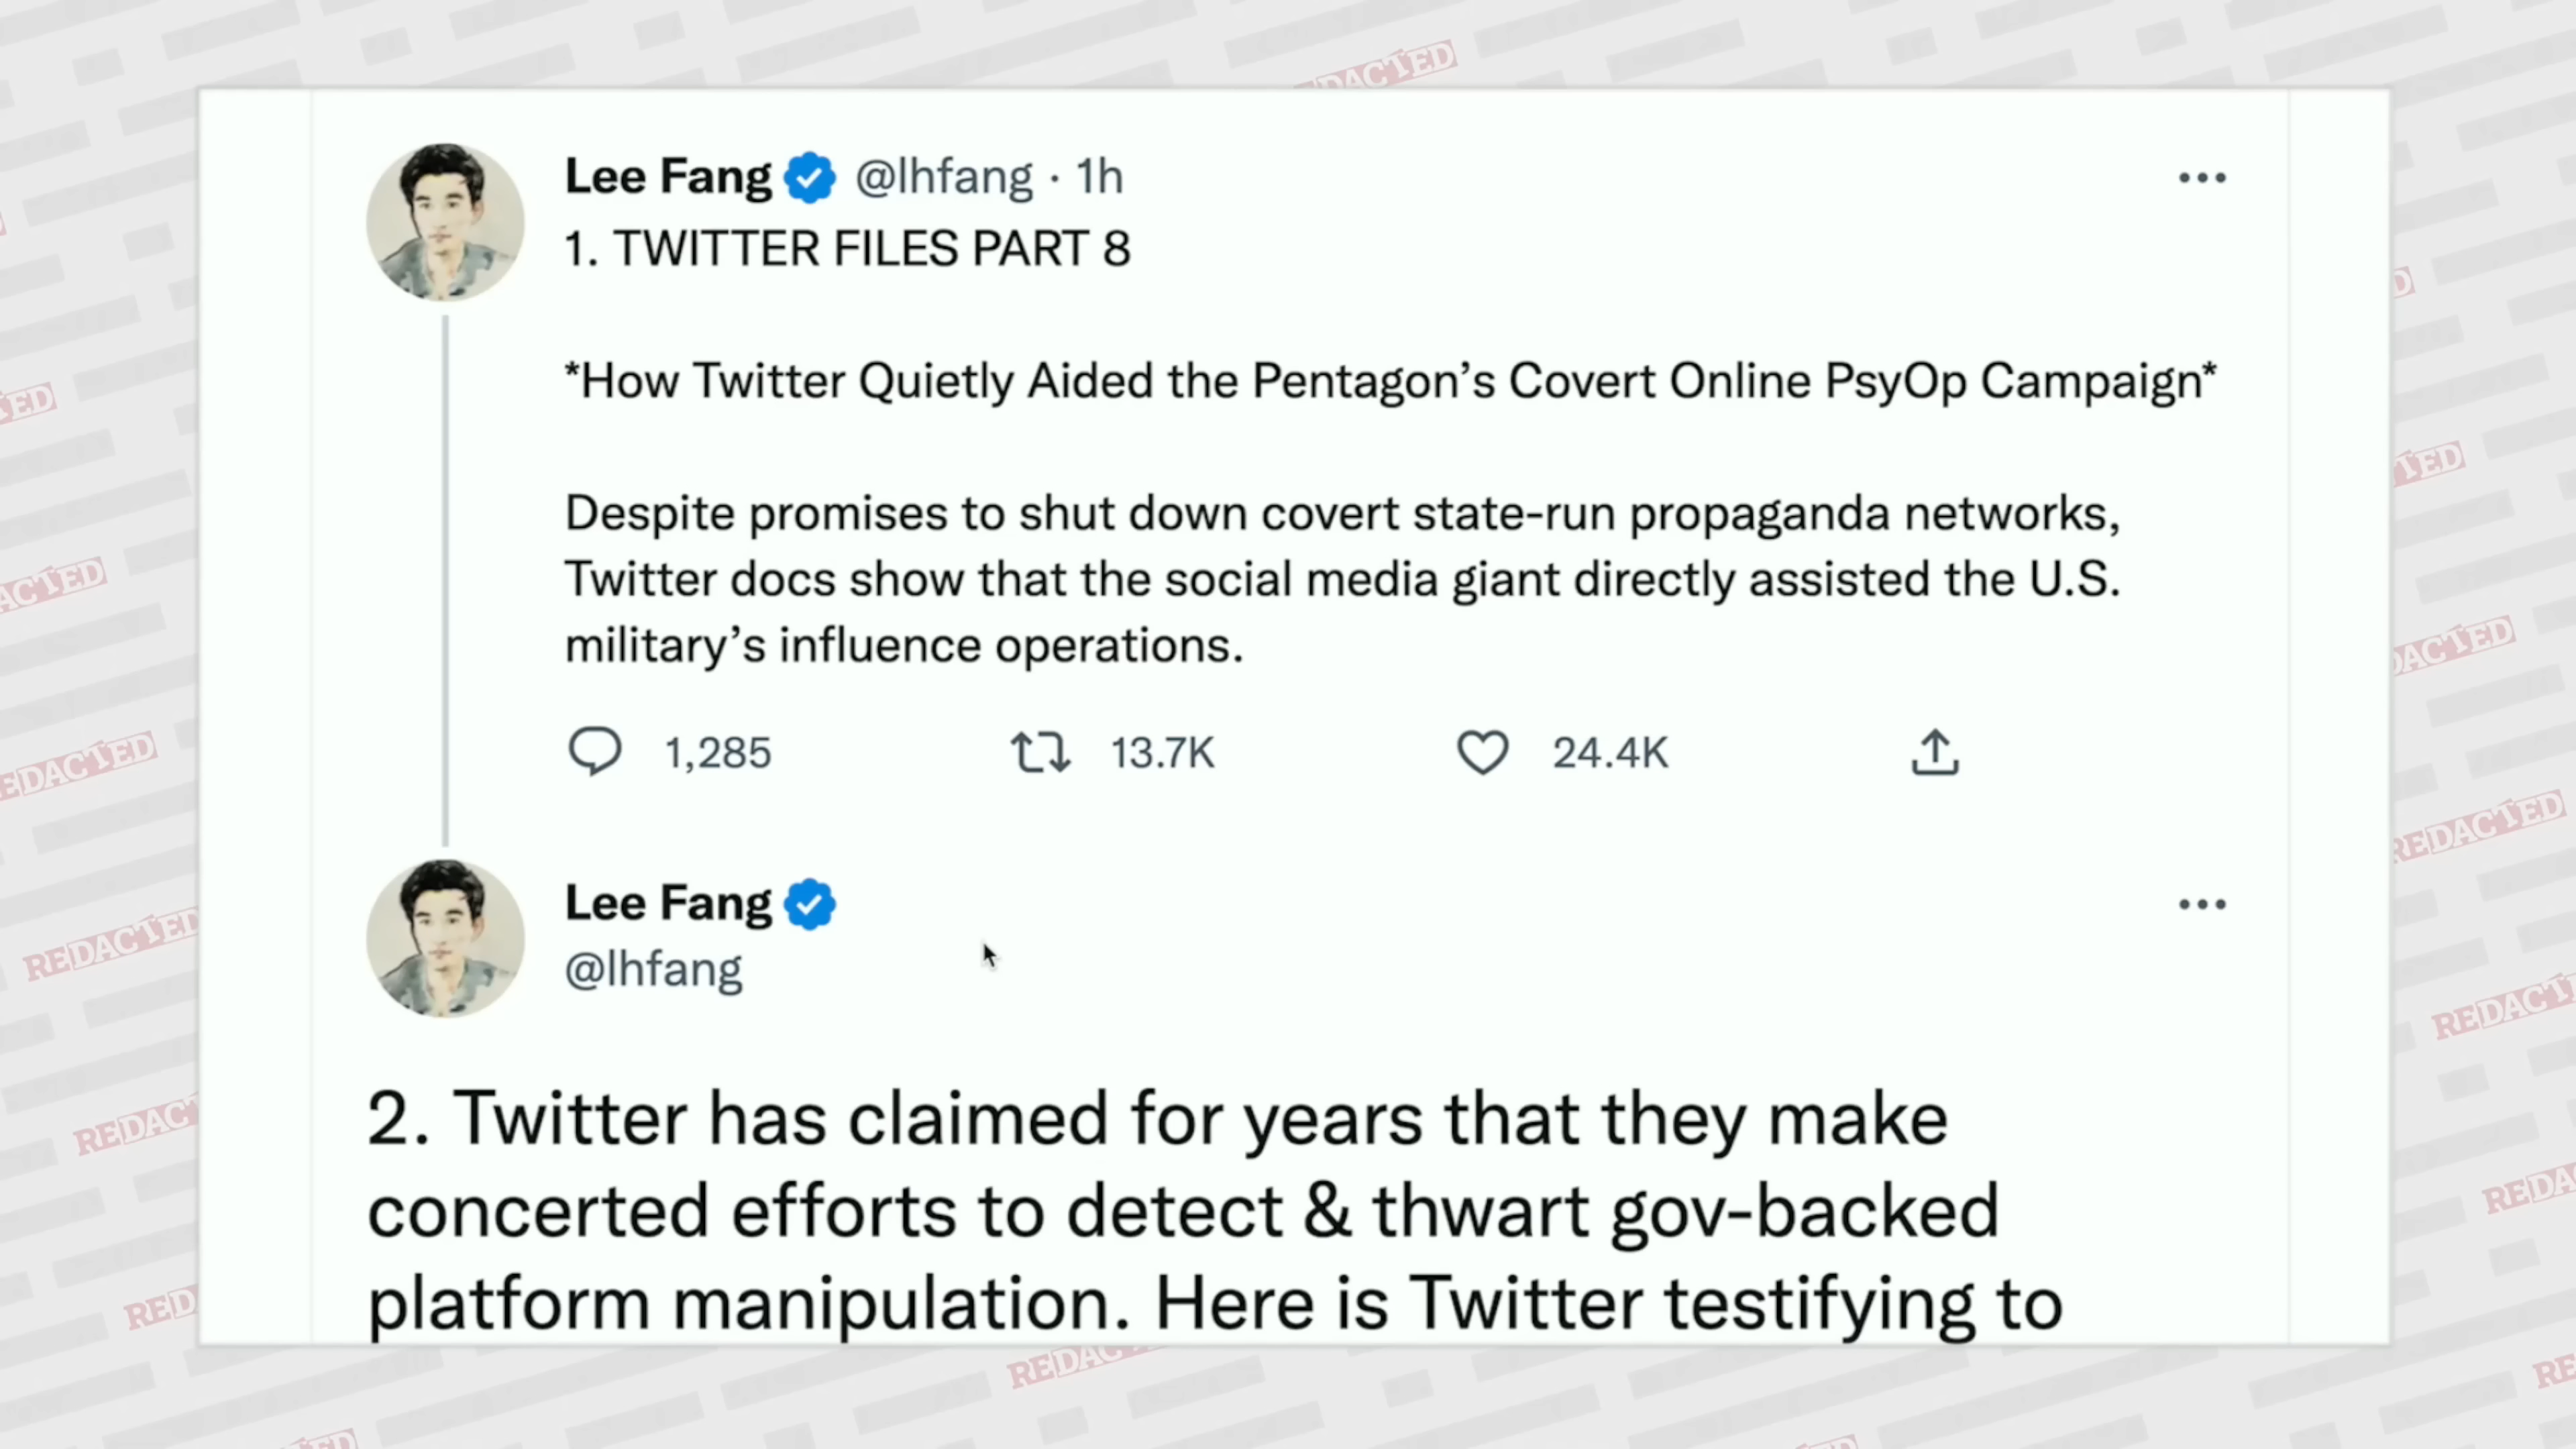 REDACTED
Lee Fang @lhfang · 1h
1. TWITTER FILES PART 8
*How Twitter Quietly Aided the Pentagon’s Covert Online PsyOp Campaign*
Despite promises to shut down covert state-run propaganda networks,
Twitter docs show that the social media giant directly assisted the U.S.
military’s influence operations.
1,285 13.7K 24.4K
Lee Fang
@lhfang
2. Twitter has claimed for years that they make
concerted efforts to detect & thwart gov-backed
platform manipulation. Here is Twitter testifying to